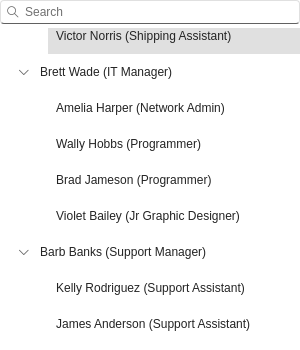 Search
Victor Norris (Shipping Assistant)
Brett Wade (IT Manager)
Amelia Harper (Network Admin)
Wally Hobbs (Programmer)
Brad Jameson (Programmer)
Violet Bailey (Jr Graphic Designer)
Barb Banks (Support Manager)
Kelly Rodriguez (Support Assistant)
James Anderson (Support Assistant)